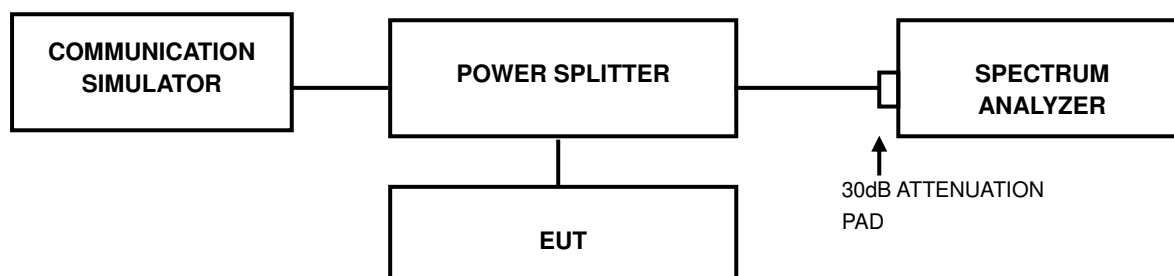 COMMUNICATION
SIMULATOR
POWER SPLITTER
SPECTRUM
ANALYZER
30dB ATTENUATION
PAD
EUT